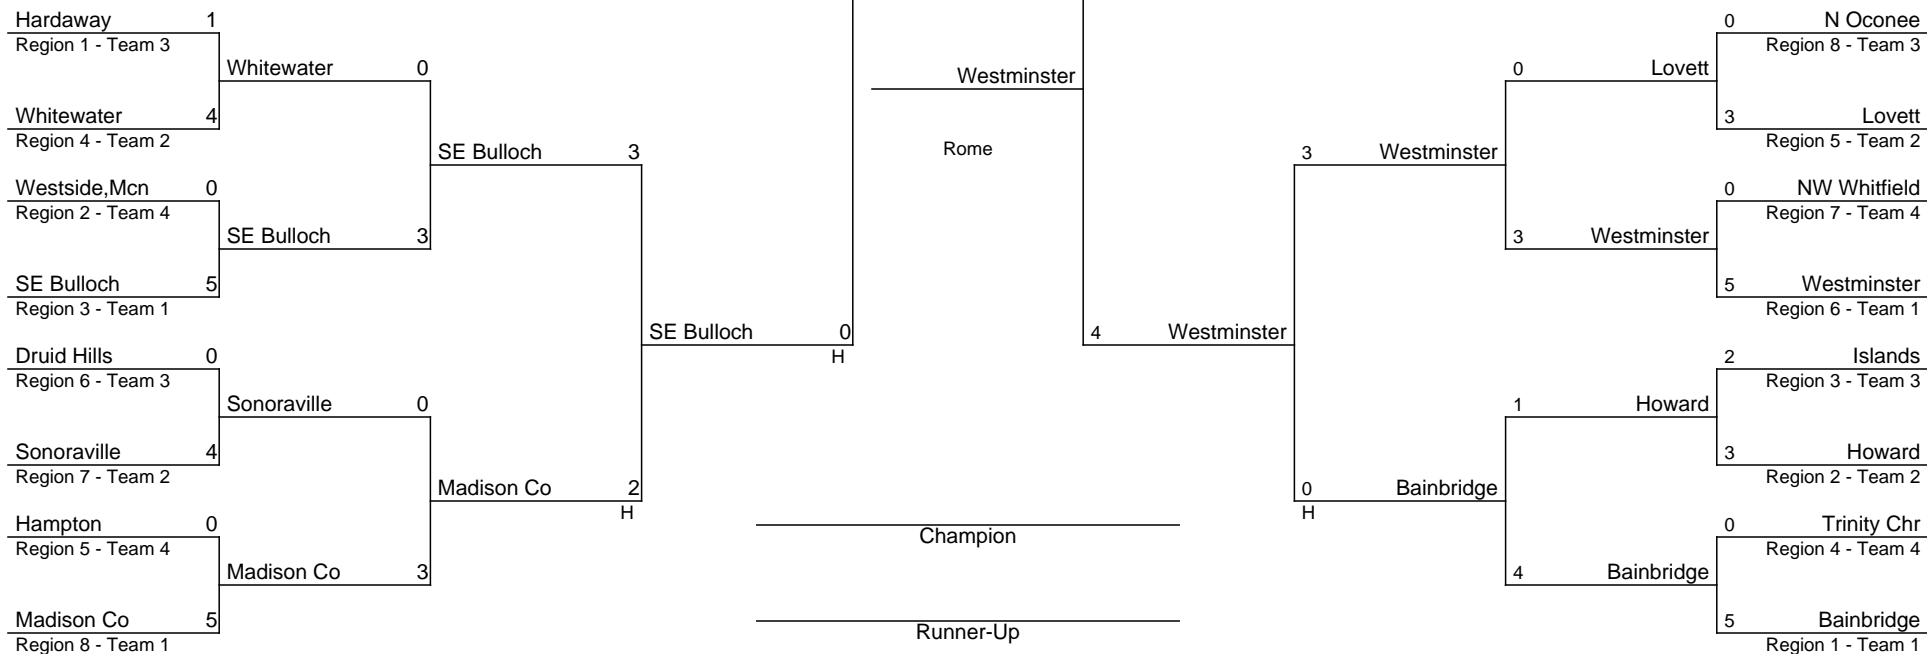 Hardaway 1
Region 1 - Team 3
Whitewater 0
Whitewater 4
Region 4 - Team 2
SE Bulloch 3
Westside,Mcn 0
Region 2 - Team 4
SE Bulloch 3
SE Bulloch 5
Region 3 - Team 1
SE Bulloch 0
H
Druid Hills 0
Region 6 - Team 3
Sonoraville 0
Sonoraville 4
Region 7 - Team 2
Madison Co 2
H
Hampton 0
Region 5 - Team 4
Madison Co 3
Madison Co 5
Region 8 - Team 1
Westminster
Rome
Champion
Runner-Up
4 Westminster
3 Westminster
0 Bainbridge
H
0 Lovett
3 Westminster
1 Howard
4 Bainbridge
0 N Oconee
Region 8 - Team 3
3 Lovett
Region 5 - Team 2
0 NW Whitfield
Region 7 - Team 4
5 Westminster
Region 6 - Team 1
2 Islands
Region 3 - Team 3
3 Howard
Region 2 - Team 2
0 Trinity Chr
Region 4 - Team 4
5 Bainbridge
Region 1 - Team 1